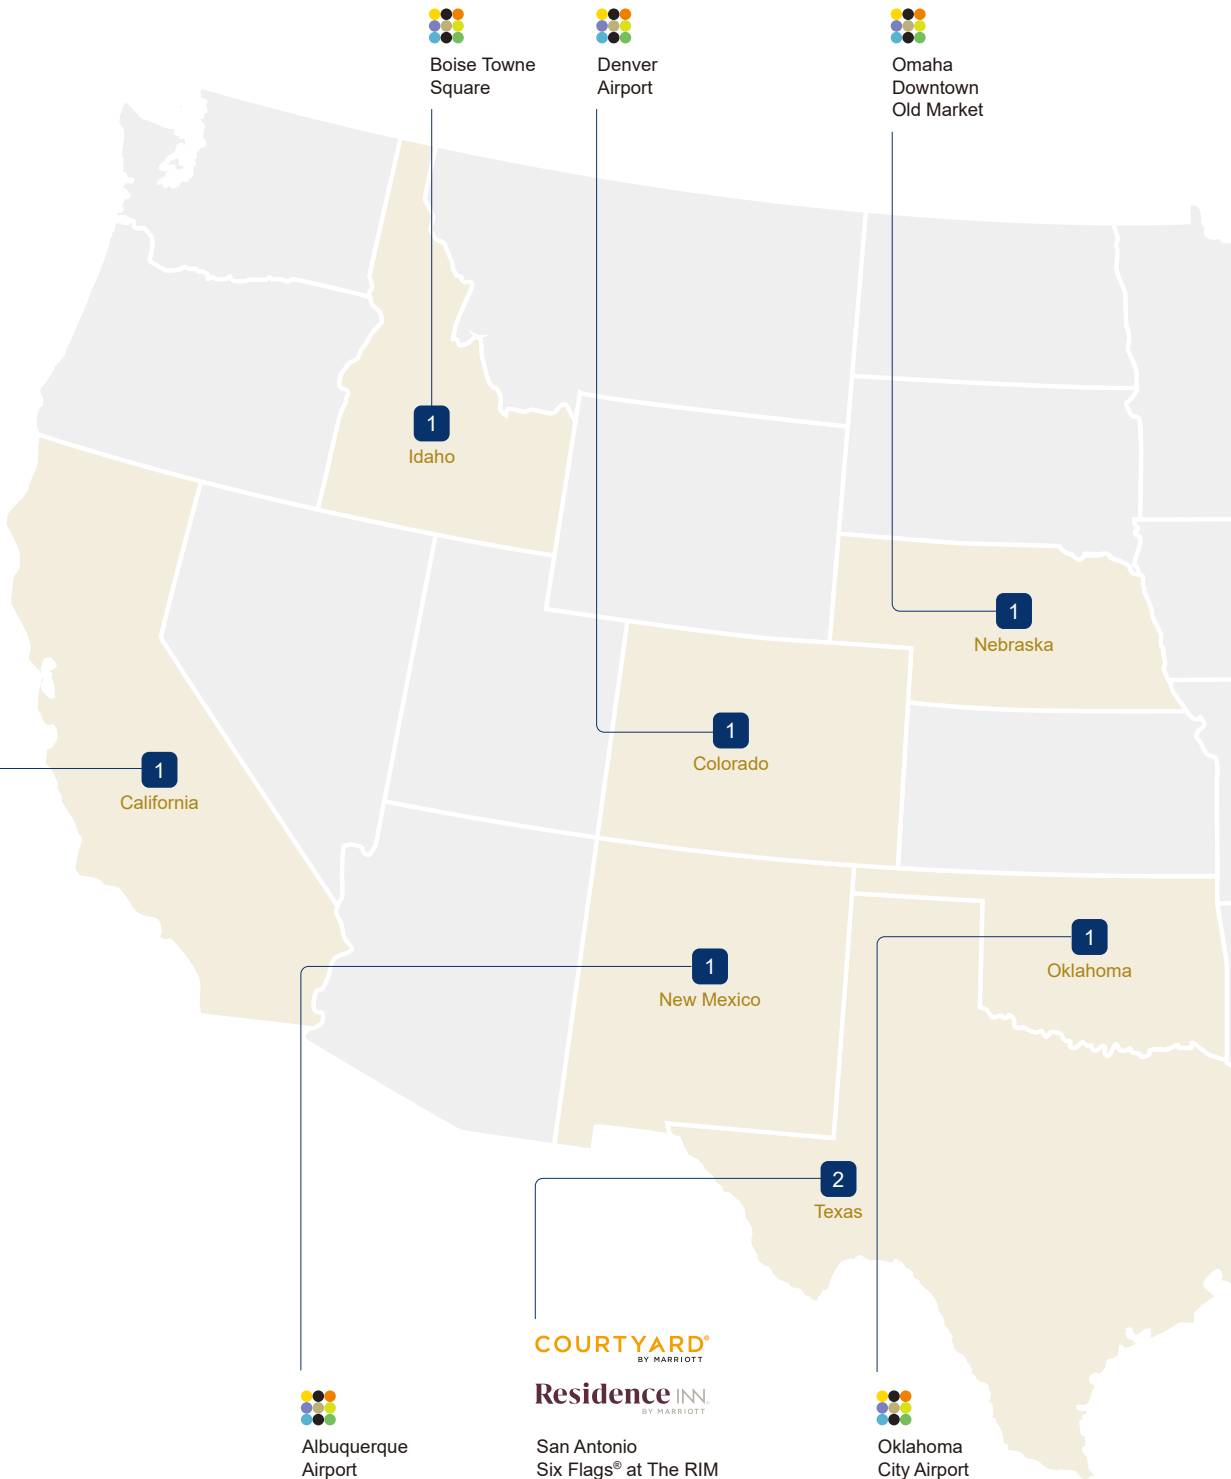 Boise Towne
Square
Denver
Airport
Omaha
Downtown
Old Market
1
Idaho
1
Nebraska
1
Colorado
1
California
1
Oklahoma
1
New Mexico
2
Texas
COURTYARD®
BY MARRIOTT
Residence INN.
BY MARRIOTT
Albuquerque
Airport
San Antonio
Six Flags® at The RIM
Oklahoma
City Airport